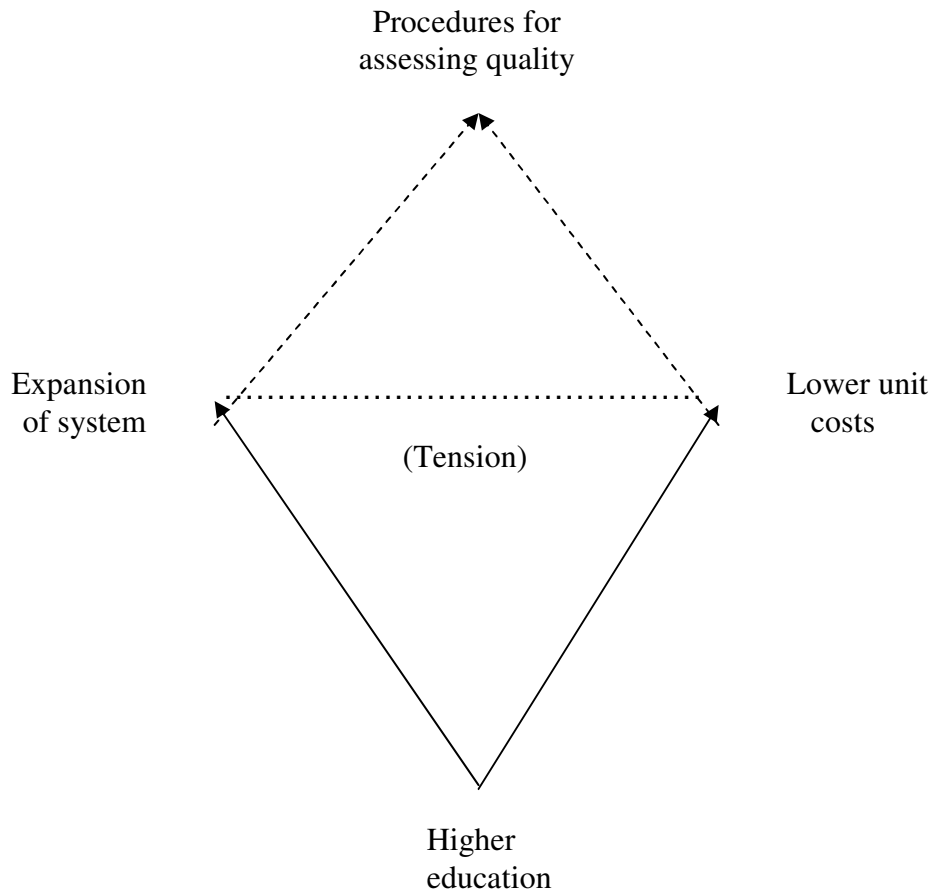 Procedures for
assessing quality
Expansion
of system
Lower unit
costs
(Tension)
Higher
education